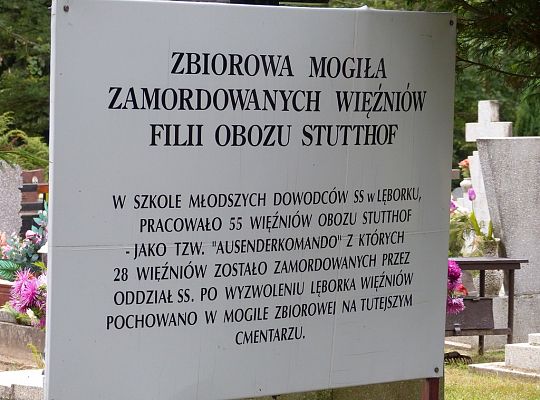 ZBIOROWA MOGIŁA
ZAMORDOWANYCH WIĘŹNIÓW
FILII OBOZU STUTTHOF
W SZKOLE MŁODSZYCH DOWODCÓW SS w LĘBORKU,
PRACOWAŁO 55 WIĘŹNIÓW OBOZU STUTTHOF
- JAKO TZW. "AUSENDERKOMANDO" Z KTÓRYCH
28 WIĘŹNIÓW ZOSTAŁO ZAMORDOWANYCH PRZEZ
ODDZIAŁ SS. PO WYZWOLENIU LĘBORKA WIĘŹNIÓW
POCHOWANO W MOGILE ZBIOROWEJ NA TUTEJSZYM
CMENTARZU.